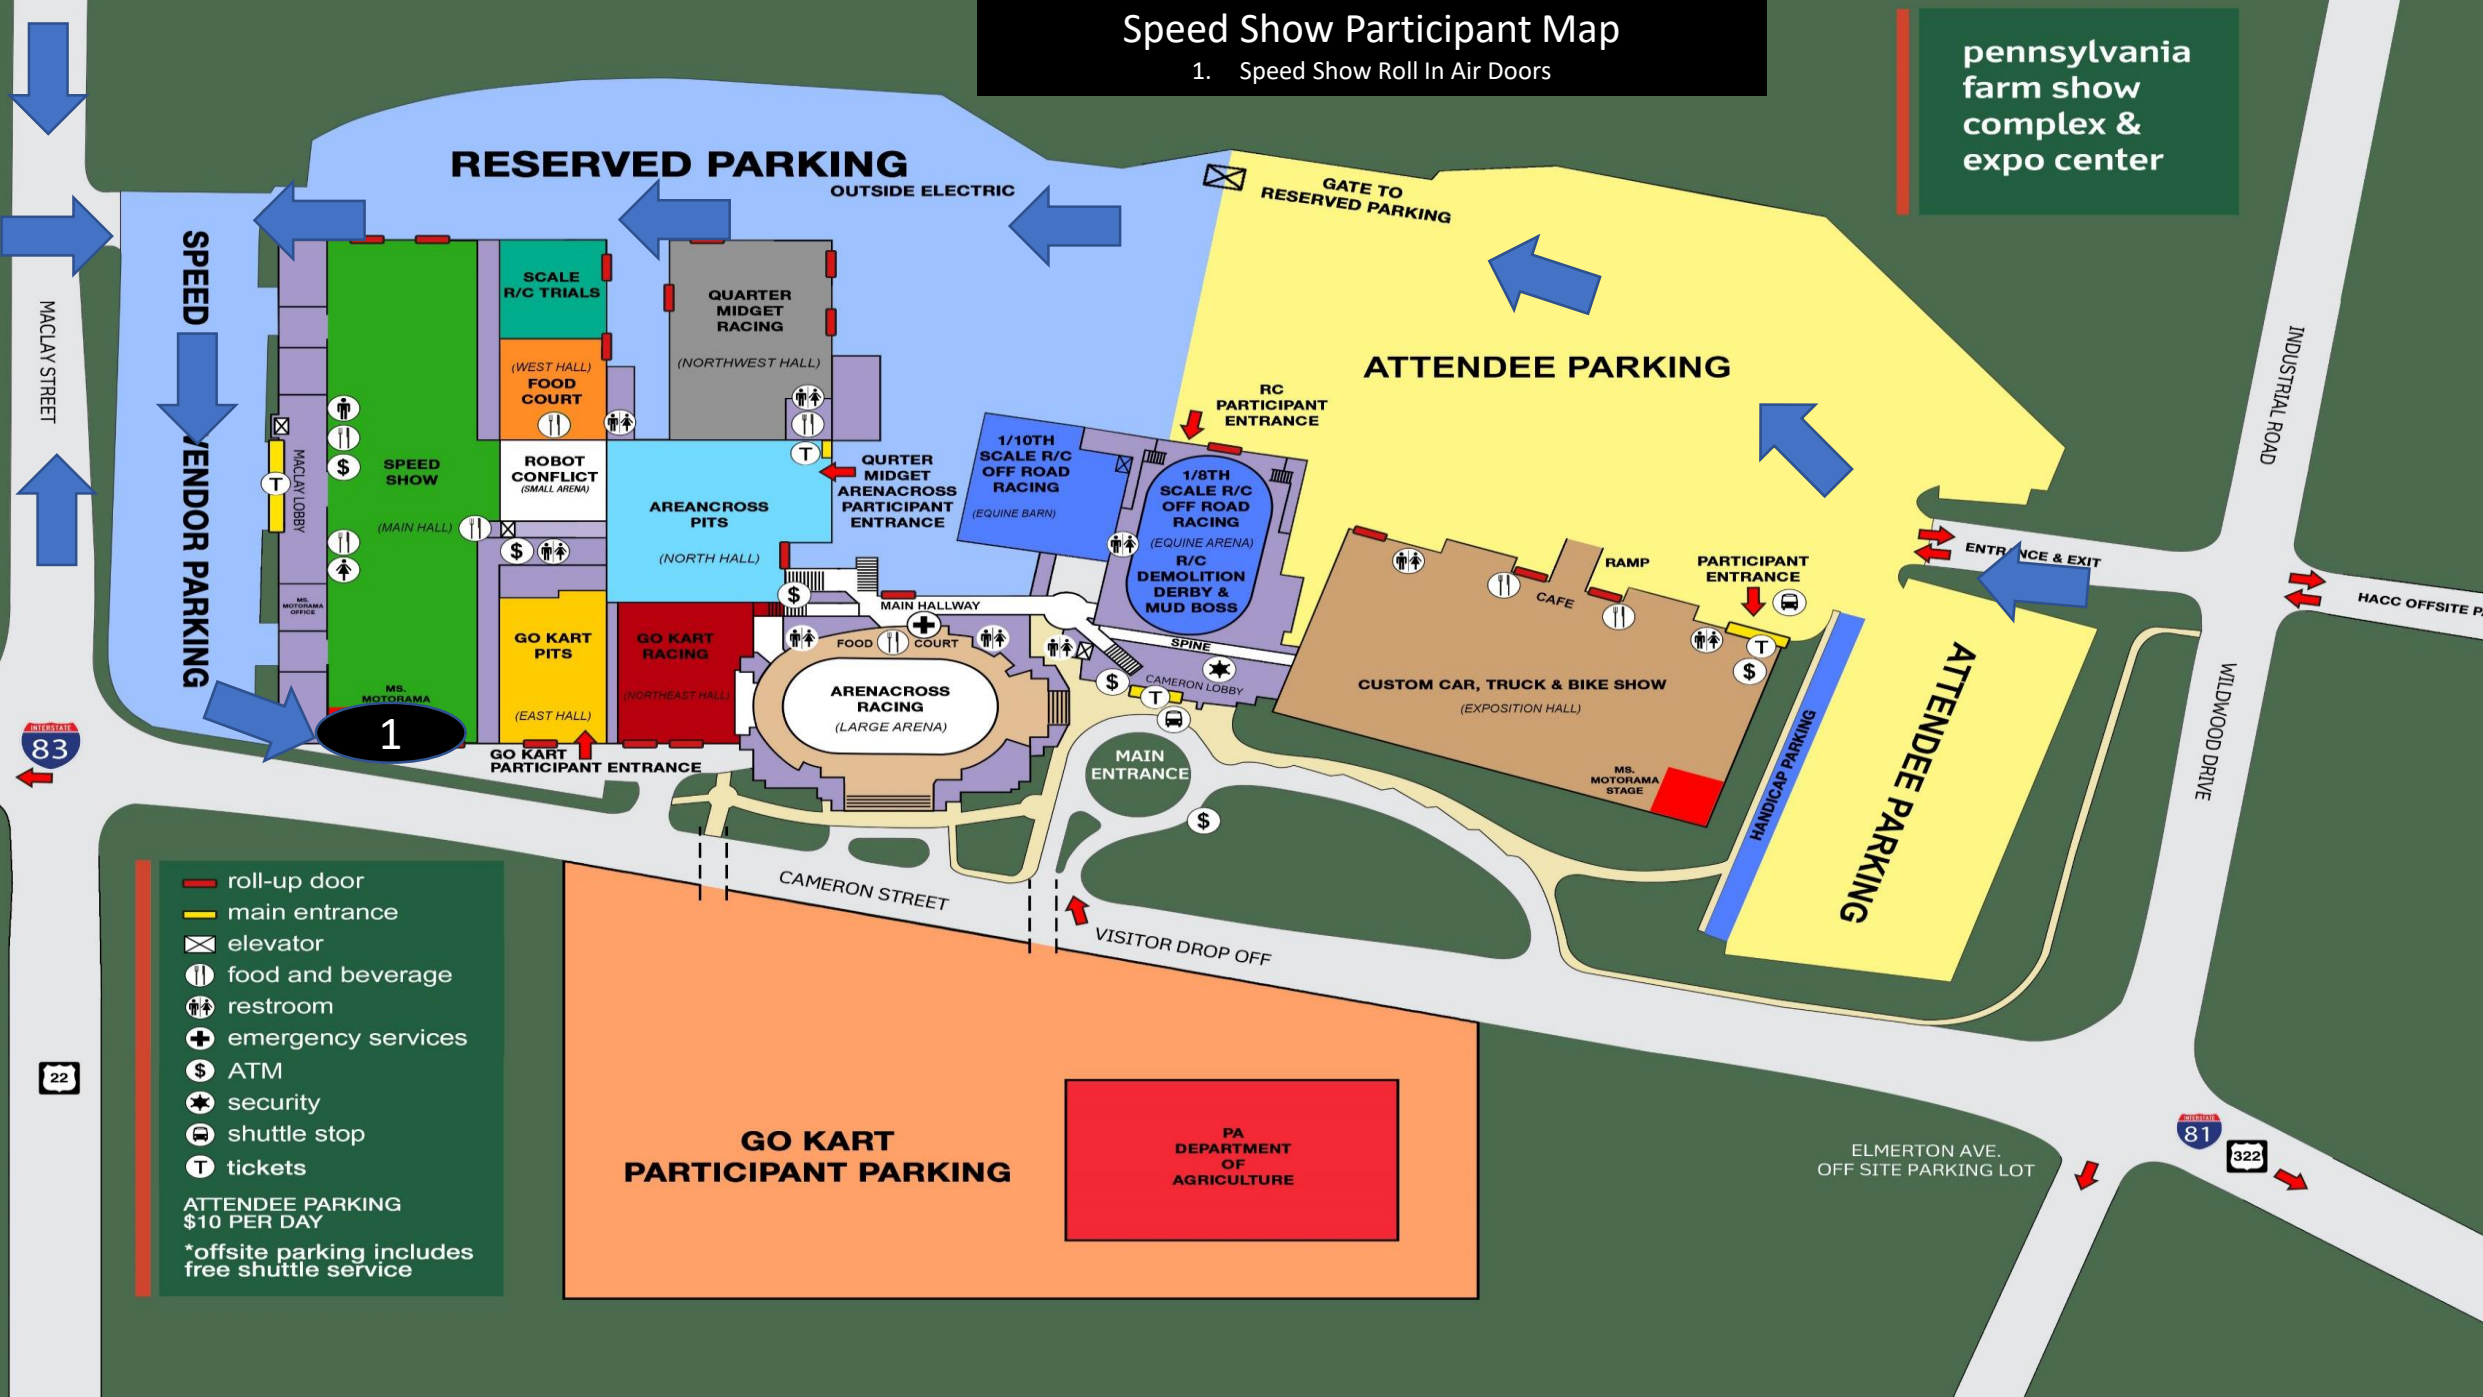 Speed Show Participant Map
1. Speed Show Roll In Air Doors
pennsylvania
farm show
complex &
expo center
RESERVED PARKING
OUTSIDE ELECTRIC
GATE TO
RESERVED PARKING
ATTENDEE PARKING
MACLAY STREET
SPEED
VENDOR PARKING
MACLAY LOBBY
SCALE
R/C TRIALS
(WEST HALL)
FOOD
COURT
QUARTER
MIDGET
RACING
(NORTHWEST HALL)
SPEED
SHOW
(MAIN HALL)
ROBOT
CONFLICT
(SMALL ARENA)
AREANCROSS
PITS
(NORTH HALL)
QURTER
MIDGET
ARENACROSS
PARTICIPANT
ENTRANCE
RC
PARTICIPANT
ENTRANCE
1/10TH
SCALE R/C
OFF ROAD
RACING
(EQUINE BARN)
1/8TH
SCALE R/C
OFF ROAD
RACING
(EQUINE ARENA)
R/C
DEMOLITION
DERBY &
MUD BOSS
RAMP
CAFE
PARTICIPANT
ENTRANCE
ENTRANCE & EXIT
INDUSTRIAL ROAD
HACC OFFSITE P
WILDWOOD DRIVE
MS.
MOTORAMA
OFFICE
MS.
MOTORAMA
1
GO KART
PITS
(EAST HALL)
GO KART
RACING
(NORTHEAST HALL)
MAIN HALLWAY
FOOD COURT
ARENACROSS
RACING
(LARGE ARENA)
SPINE
CAMERON LOBBY
CUSTOM CAR, TRUCK & BIKE SHOW
(EXPOSITION HALL)
MS.
MOTORAMA
STAGE
HANDICAP PARKING
ATTENDEE PARKING
GO KART
PARTICIPANT ENTRANCE
MAIN
ENTRANCE
INTERSTATE
83
CAMERON STREET
VISITOR DROP OFF
roll-up door
main entrance
elevator
food and beverage
restroom
emergency services
$ ATM
security
shuttle stop
T tickets
ATTENDEE PARKING
$10 PER DAY
*offsite parking includes
free shuttle service
22
GO KART
PARTICIPANT PARKING
PA
DEPARTMENT
OF
AGRICULTURE
ELMERTON AVE.
OFF SITE PARKING LOT
INTERSTATE
81
322